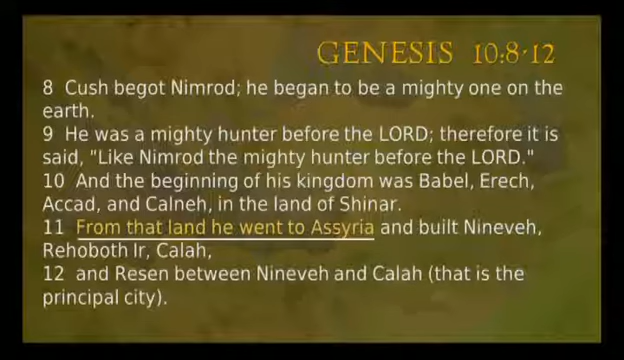 GENESIS 10:8-12
8 Cush begot Nimrod; he began to be a mighty one on the
earth.
9 He was a mighty hunter before the LORD; therefore it is
said, "Like Nimrod the mighty hunter before the LORD."
10 And the beginning of his kingdom was Babel, Erech,
Accad, and Calneh, in the land of Shinar.
11 From that land he went to Assyria and built Nineveh,
Rehoboth Ir, Calah,
12 and Resen between Nineveh and Calah (that is the
principal city).